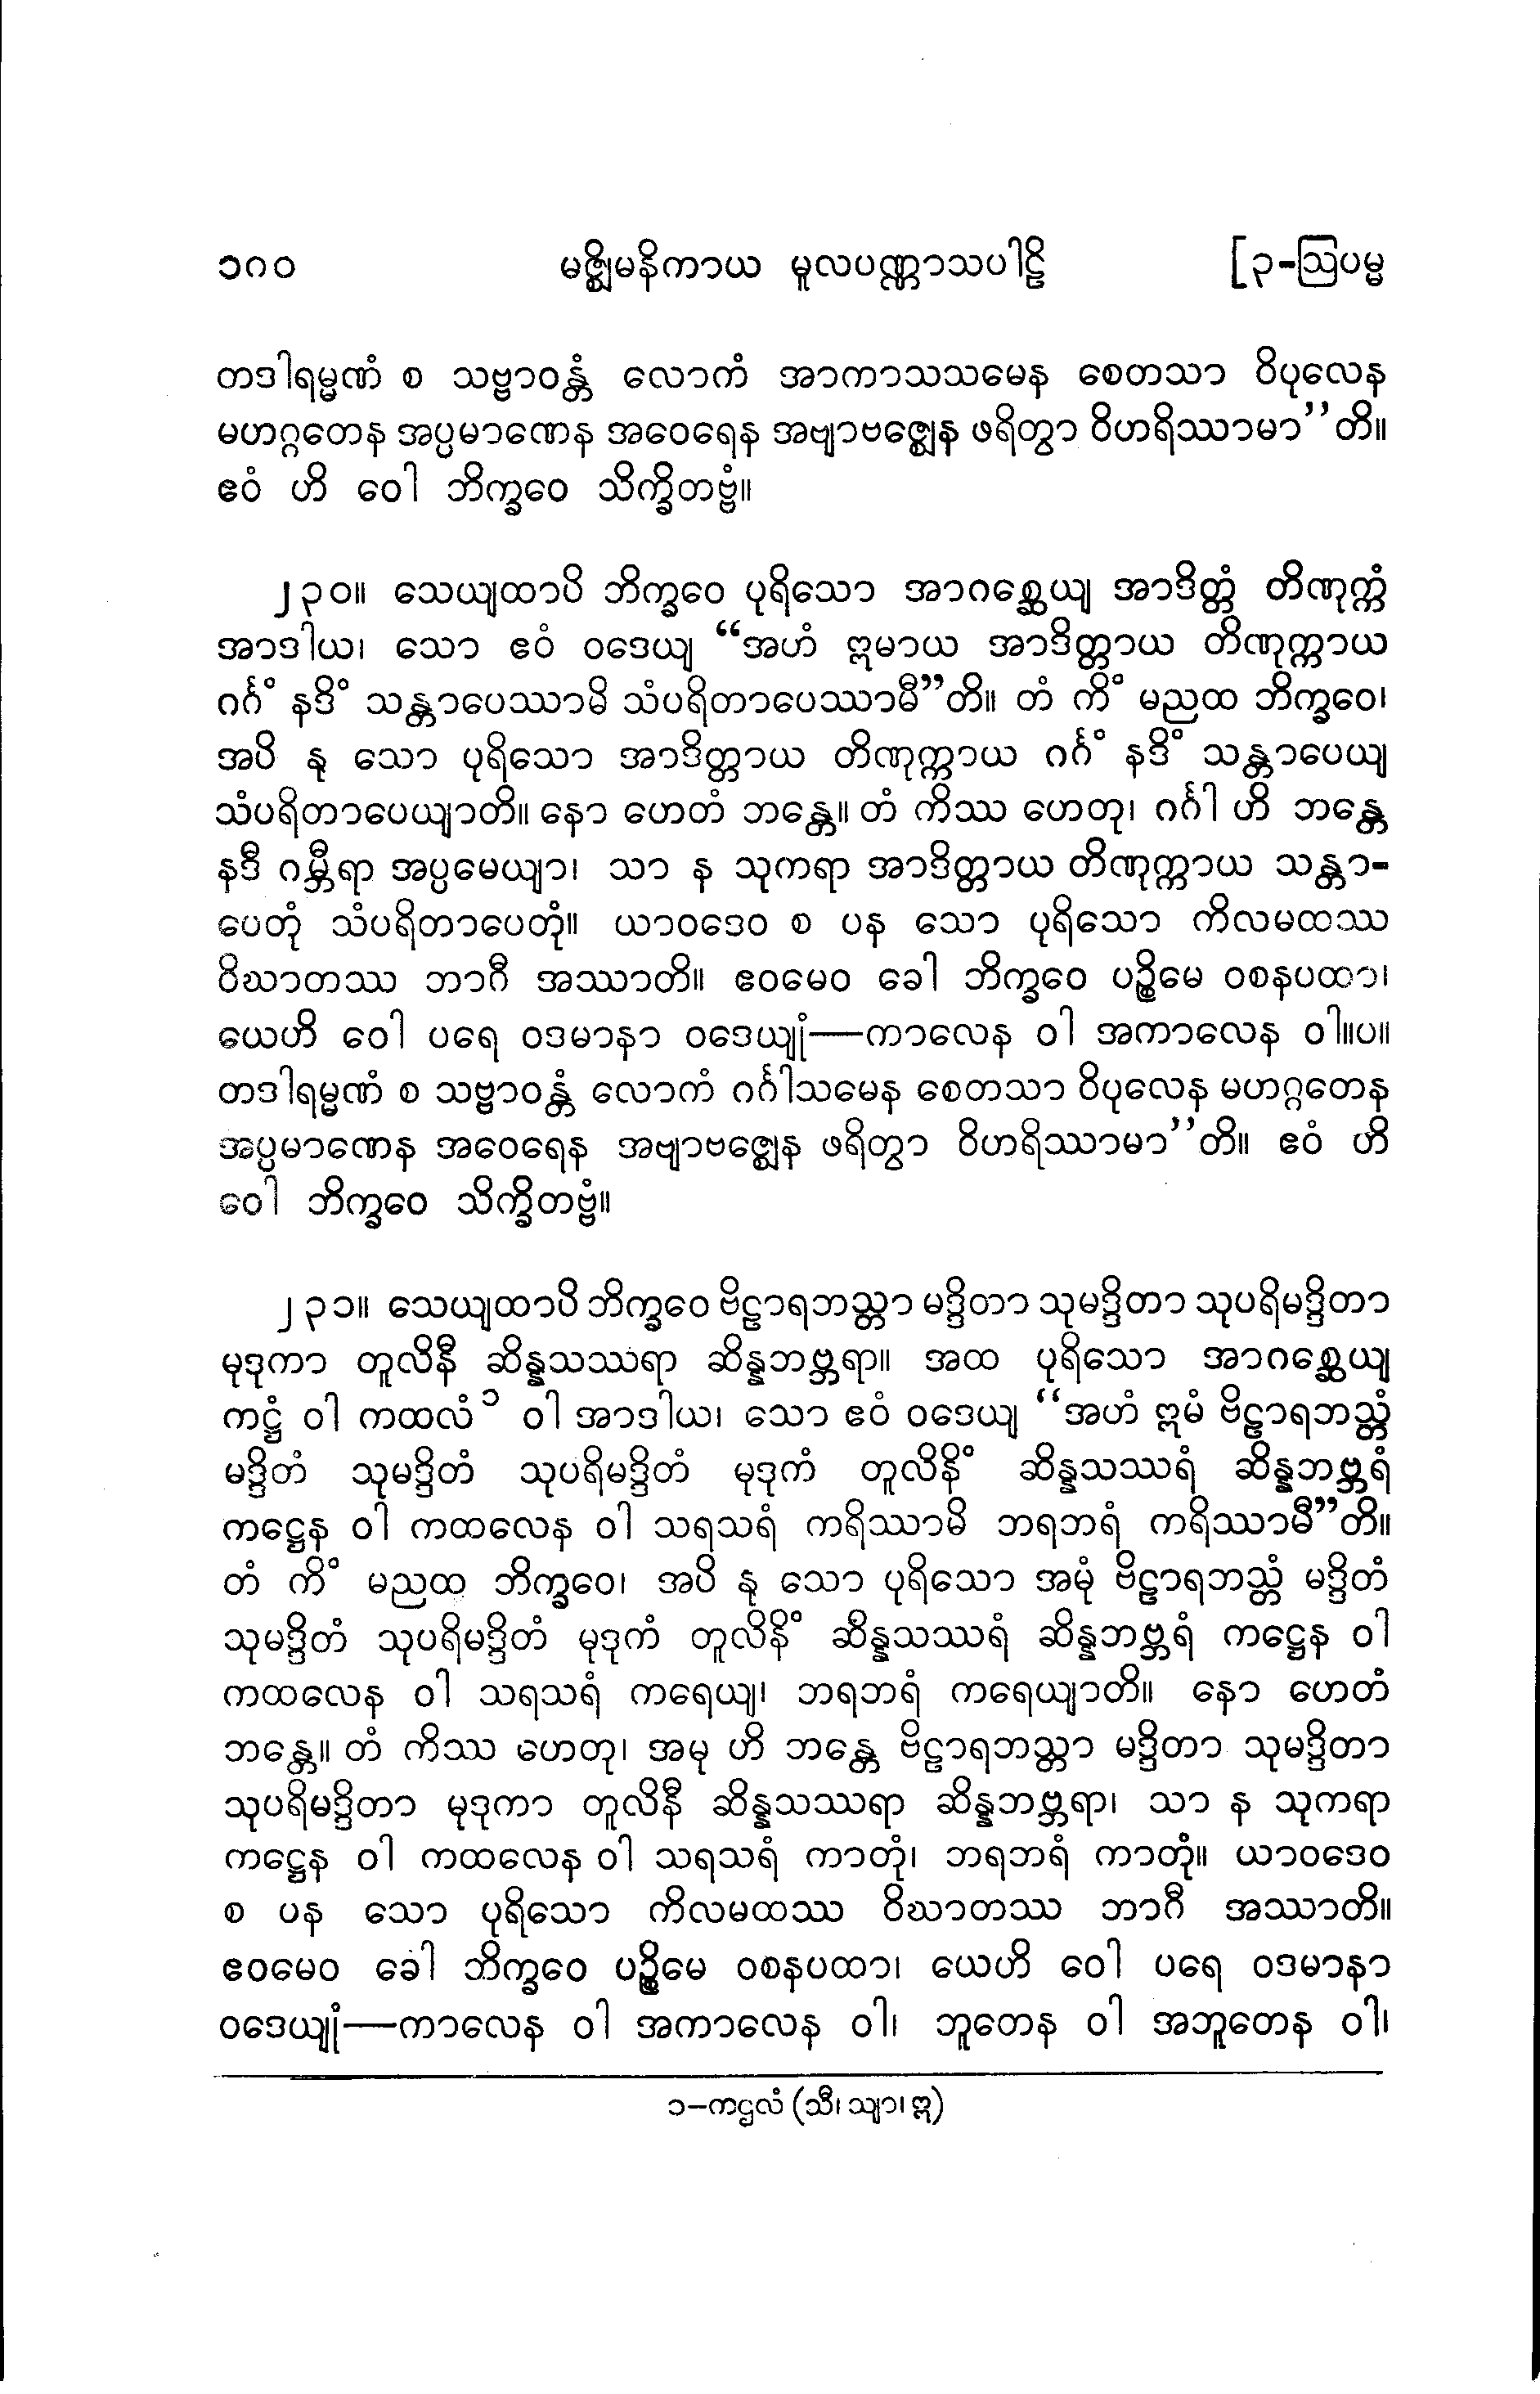 ၁၈၀ မဇ္ဈိမနိကာယ မူလပဏ္ဏာသပါဠိ [၃-ဩပမ္မ
တဒါရမ္မဏံ စ သဗ္ဗာဝန္တံ လောကံ အာကာသသမေန စေတသာ ဝိပုလေန
မဟဂ္ဂတေန အပ္ပမာဏေန အဝေရေန အဗျာဗဇ္ဈေန ဖရိတွာ ဝိဟရိဿာမာ’’တိ။
ဧဝံ ဟိ ဝေါ ဘိက္ခဝေ သိက္ခိတဗ္ဗံ။
၂၃၀။ သေယျထာပိ ဘိက္ခဝေ ပုရိသော အာဂစ္ဆေယျ အာဒိတ္တံ တိဏုက္ကံ
အာဒါယ၊ သော ဧဝံ ဝဒေယျ “အဟံ ဣမာယ အာဒိတ္တာယ တိဏုက္ကာယ
ဂင်္ဂံ နဒိံ သန္တာပေဿာမိ သံပရိတာပေဿာမီ”တိ။ တံ ကိံ မညထ ဘိက္ခဝေ၊
အပိ နု သော ပုရိသော အာဒိတ္တာယ တိဏုက္ကာယ ဂင်္ဂံ နဒိံ သန္တာပေယျ
သံပရိတာပေယျာတိ။ နော ဟေတံ ဘန္တေ။ တံ ကိဿ ဟေတု၊ ဂင်္ဂါ ဟိ ဘန္တေ
နဒီ ဂမ္ဘီရာ အပ္ပမေယျာ၊ သာ န သုကရာ အာဒိတ္တာယ တိဏုက္ကာယ သန္တာ-
ပေတုံ သံပရိတာပေတုံ။ ယာဝဒေဝ စ ပန သော ပုရိသော ကိလမထဿ
ဝိဃာတဿ ဘာဂီ အဿာတိ။ ဧဝမေဝ ခေါ ဘိက္ခဝေ ပဉ္စိမေ ဝစနပထာ၊
ယေဟိ ဝေါ ပရေ ဝဒမာနာ ဝဒေယျုံ—ကာလေန ဝါ အကာလေန ဝါ။ပ။
တဒါရမ္မဏံ စ သဗ္ဗာဝန္တံ လောကံ ဂင်္ဂါသမေန စေတသာ ဝိပုလေန မဟဂ္ဂတေန
အပ္ပမာဏေန အဝေရေန အဗျာဗဇ္ဈေန ဖရိတွာ ဝိဟရိဿာမာ’’တိ။ ဧဝံ ဟိ
ဝေါ ဘိက္ခဝေ သိက္ခိတဗ္ဗံ။
၂၃၁။ သေယျထာပိ ဘိက္ခဝေ ဗိဠာရဘသ္တာ မဒ္ဒိတာ သုမဒ္ဒိတာ သုပရိမဒ္ဒိတာ
မုဒုကာ တူလိနီ ဆိန္နသဿရာ ဆိန္နဘဗ္ဘရာ။ အထ ပုရိသော အာဂစ္ဆေယျ
ကဋ္ဌံ ဝါ ကထလံ၁ ဝါ အာဒါယ၊ သော ဧဝံ ဝဒေယျ “အဟံ ဣမံ ဗိဠာရဘသ္တံ
မဒ္ဒိတံ သုမဒ္ဒိတံ သုပရိမဒ္ဒိတံ မုဒုကံ တူလိနိံ ဆိန္နသဿရံ ဆိန္နဘဗ္ဘရံ
ကဋ္ဌေန ဝါ ကထလေန ဝါ သရသရံ ကရိဿာမိ ဘရဘရံ ကရိဿာမီ”တိ။
တံ ကိံ မညထ ဘိက္ခဝေ၊ အပိ နု သော ပုရိသော အမုံ ဗိဠာရဘသ္တံ မဒ္ဒိတံ
သုမဒ္ဒိတံ သုပရိမဒ္ဒိတံ မုဒုကံ တူလိနိံ ဆိန္နသဿရံ ဆိန္နဘဗ္ဘရံ ကဋ္ဌေန ဝါ
ကထလေန ဝါ သရသရံ ကရေယျ၊ ဘရဘရံ ကရေယျာတိ။ နော ဟေတံ
ဘန္တေ။ တံ ကိဿ ဟေတု၊ အမု ဟိ ဘန္တေ ဗိဠာရဘသ္တာ မဒ္ဒိတာ သုမဒ္ဒိတာ
သုပရိမဒ္ဒိတာ မုဒုကာ တူလိနီ ဆိန္နသဿရာ ဆိန္နဘဗ္ဘရာ၊ သာ န သုကရာ
ကဋ္ဌေန ဝါ ကထလေန ဝါ သရသရံ ကာတုံ၊ ဘရဘရံ ကာတုံ။ ယာဝဒေဝ
စ ပန သော ပုရိသော ကိလမထဿ ဝိဃာတဿ ဘာဂီ အဿာတိ။
ဧဝမေဝ ခေါ ဘိက္ခဝေ ပဉ္စိမေ ဝစနပထာ၊ ယေဟိ ဝေါ ပရေ ဝဒမာနာ
ဝဒေယျုံ—ကာလေန ဝါ အကာလေန ဝါ၊ ဘူတေန ဝါ အဘူတေန ဝါ၊
၁-ကဌလံ (သီ၊ သျာ၊ ဣ)